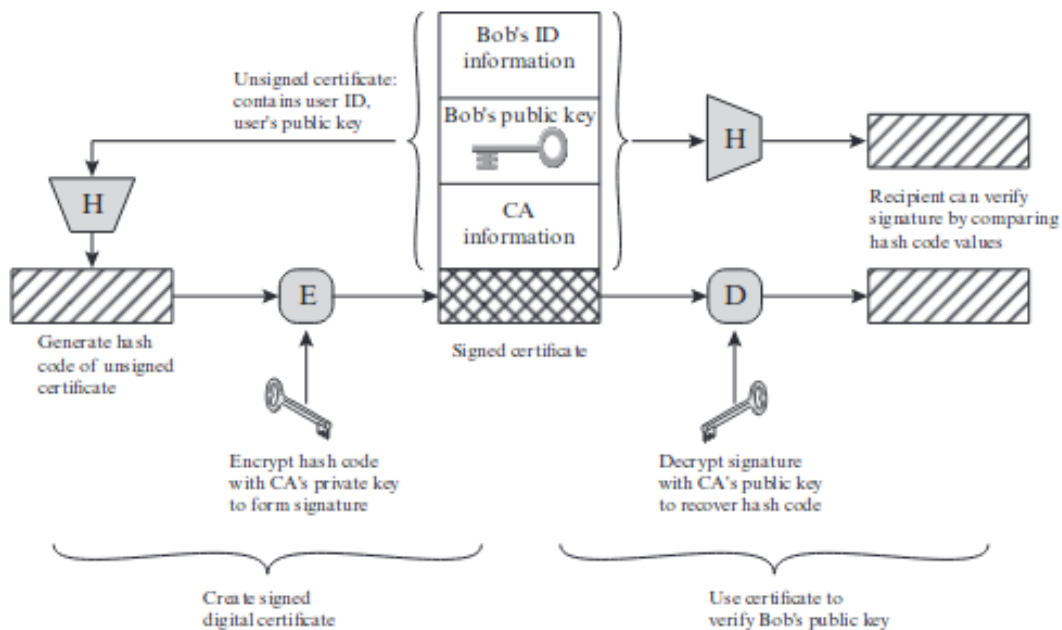 Bob's ID
information
Unsigned certificate:
contains user ID,
user's public key
Bob's public key
H
H
CA
information
Recipient can verify
signature by comparing
hash code values
E
D
Generate hash
code of unsigned
certificate
Signed certificate
Encrypt hash code
with CA's private key
to form signature
Decrypt signature
with CA's public key
to recover hash code
Create signed
digital certificate
Use certificate to
verify Bob's public key